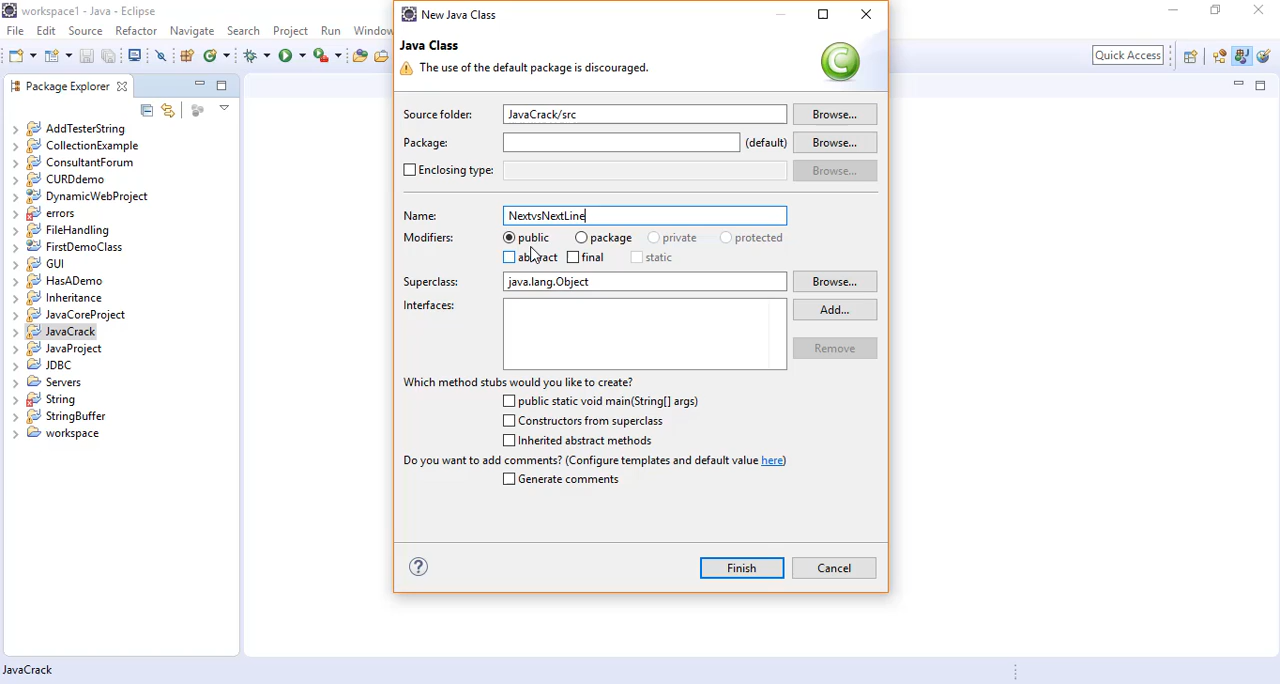 workspace1 - Java - Eclipse
File Edit Source Refactor Navigate Search Project Run Window
Quick Access
Package Explorer
AddTesterString
CollectionExample
ConsultantForum
CURDdemo
DynamicWebProject
errors
FileHandling
FirstDemoClass
GUI
HasADemo
Inheritance
JavaCoreProject
JavaCrack
JavaProject
JDBC
Servers
String
StringBuffer
workspace
JavaCrack
New Java Class
Java Class
The use of the default package is discouraged.
Source folder: JavaCrack/src Browse...
Package: (default) Browse...
Enclosing type: Browse...
Name: NextvsNextLine
Modifiers: public package private protected
abstract final static
Superclass: java.lang.Object Browse...
Interfaces: Add...
Remove
Which method stubs would you like to create?
public static void main(String[] args)
Constructors from superclass
Inherited abstract methods
Do you want to add comments? (Configure templates and default value here)
Generate comments
? Finish Cancel